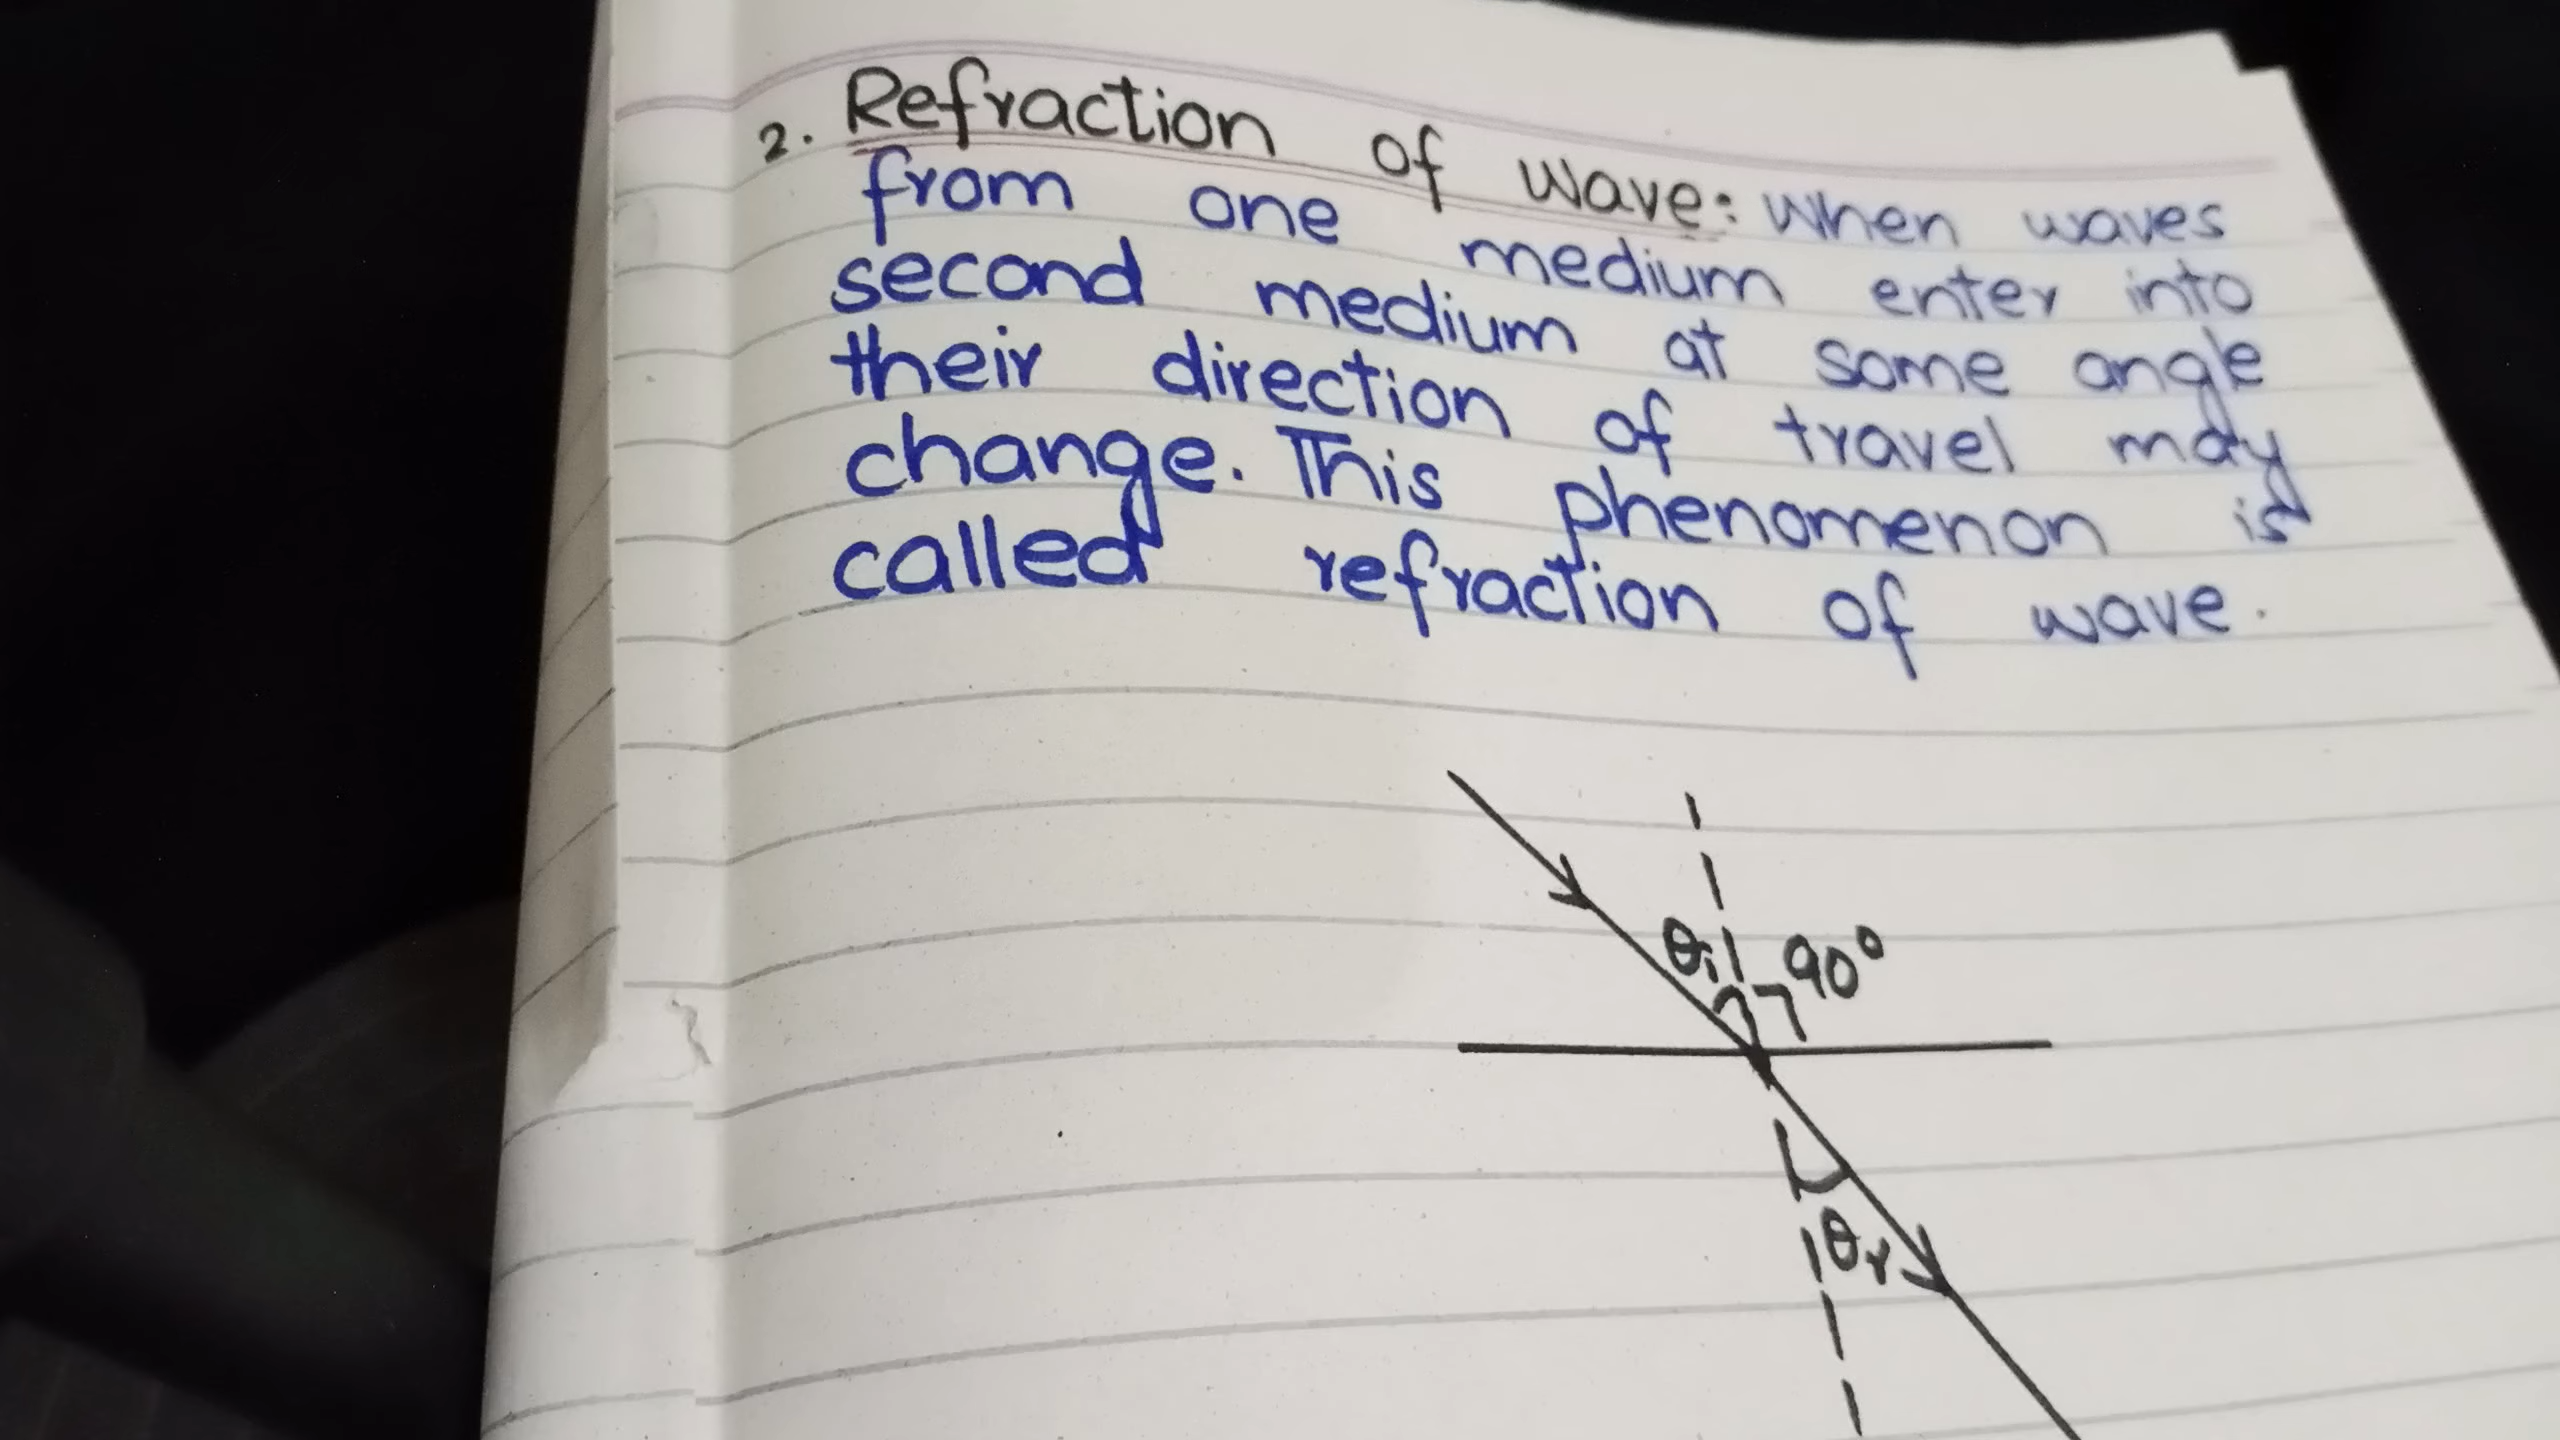 2. Refraction of wave: When waves
from one medium enter into
second medium at some angle
their direction of travel may
change. This phenomenon is
called refraction of wave.
θi 90°
θr